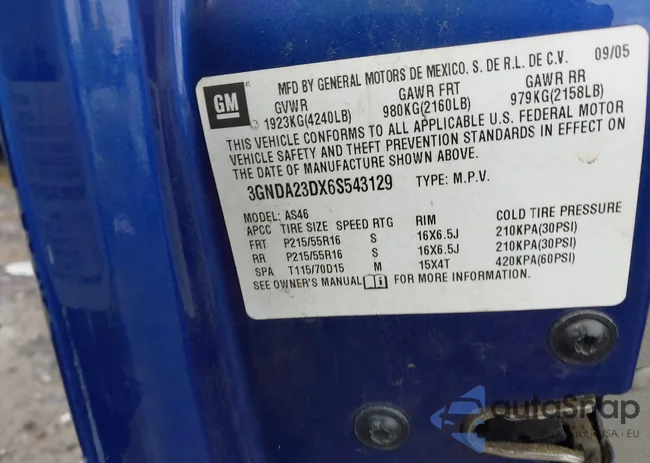 MFD BY GENERAL MOTORS DE MEXICO, S. DE R.L. DE C.V. 09/05
GM
GVWR GAWR FRT GAWR RR
1923KG(4240LB) 980KG(2160LB) 979KG(2158LB)
THIS VEHICLE CONFORMS TO ALL APPLICABLE U.S. FEDERAL MOTOR
VEHICLE SAFETY AND THEFT PREVENTION STANDARDS IN EFFECT ON
THE DATE OF MANUFACTURE SHOWN ABOVE.
3GNDA23DX6S543129 TYPE: M.P.V.
MODEL: AS46
APCC TIRE SIZE SPEED RTG RIM COLD TIRE PRESSURE
FRT P215/55R16 S 16X6.5J 210KPA(30PSI)
RR P215/55R16 S 16X6.5J 210KPA(30PSI)
SPA T115/70D15 M 15X4T 420KPA(60PSI)
SEE OWNER'S MANUAL i FOR MORE INFORMATION.
autoSnap
USA - EU